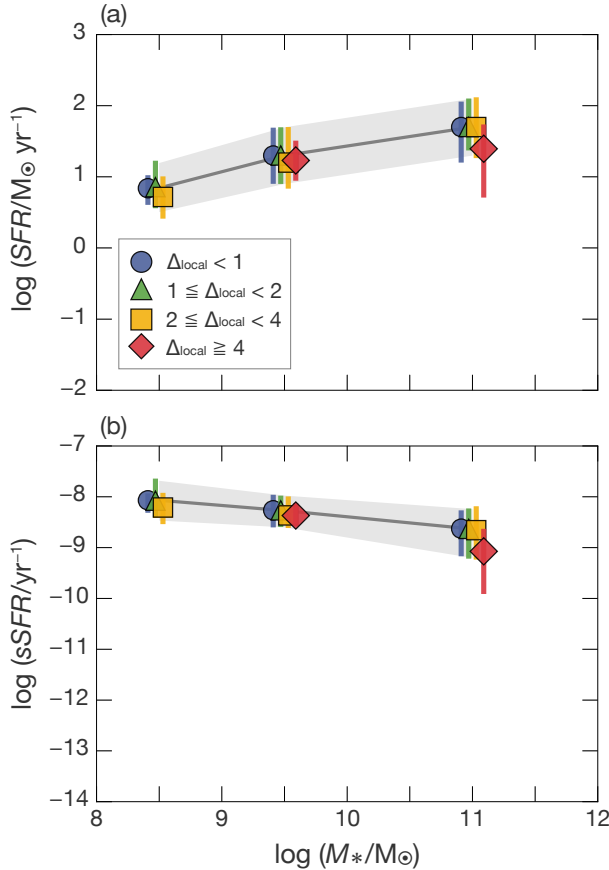 (a)
3
2
1
0
−1
−2
log (SFR/M⊙ yr⁻¹)
Δlocal < 1
1 ≦ Δlocal < 2
2 ≦ Δlocal < 4
Δlocal ≧ 4
(b)
−7
−8
−9
−10
−11
−12
−13
−14
log (sSFR/yr⁻¹)
8 9 10 11 12
log (M*/M⊙)